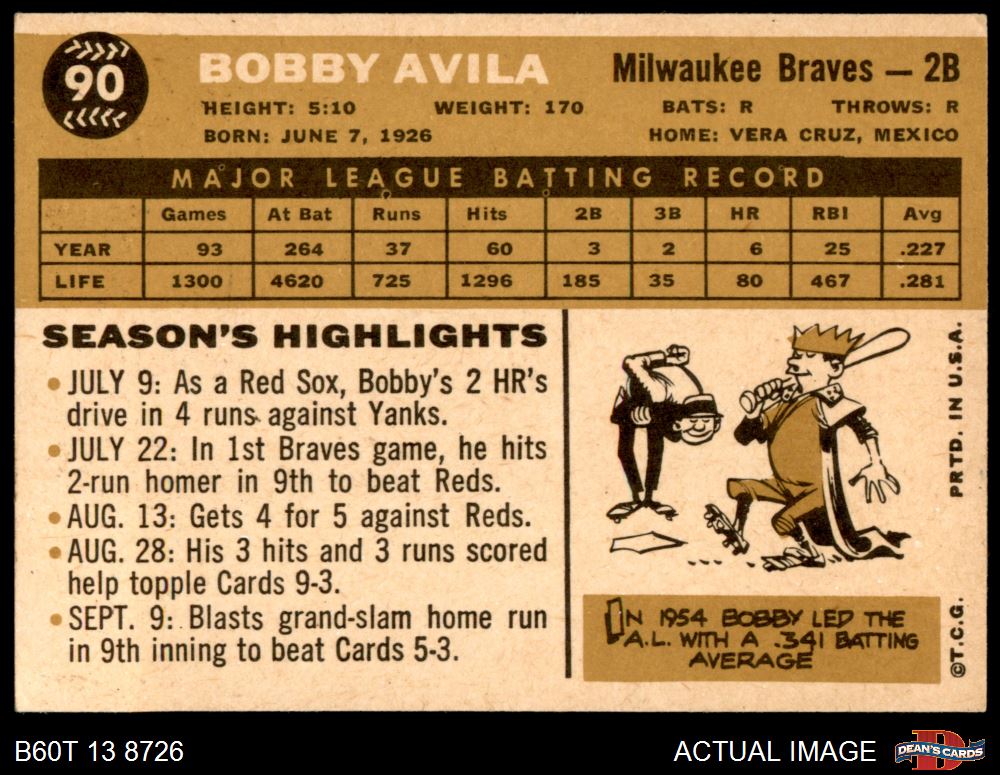 90
BOBBY AVILA
Milwaukee Braves — 2B
HEIGHT: 5:10 WEIGHT: 170 BATS: R THROWS: R
BORN: JUNE 7, 1926 HOME: VERA CRUZ, MEXICO
MAJOR LEAGUE BATTING RECORD
Games At Bat Runs Hits 2B 3B HR RBI Avg
YEAR 93 264 37 60 3 2 6 25 .227
LIFE 1300 4620 725 1296 185 35 80 467 .281
SEASON'S HIGHLIGHTS
• JULY 9: As a Red Sox, Bobby's 2 HR's
drive in 4 runs against Yanks.
• JULY 22: In 1st Braves game, he hits
2-run homer in 9th to beat Reds.
• AUG. 13: Gets 4 for 5 against Reds.
• AUG. 28: His 3 hits and 3 runs scored
help topple Cards 9-3.
• SEPT. 9: Blasts grand-slam home run
in 9th inning to beat Cards 5-3.
IN 1954 BOBBY LED THE
A.L. WITH A .341 BATTING
AVERAGE
©T.C.G. PRTD. IN U.S.A.
B60T 13 8726
ACTUAL IMAGE
D
DEAN'S CARDS